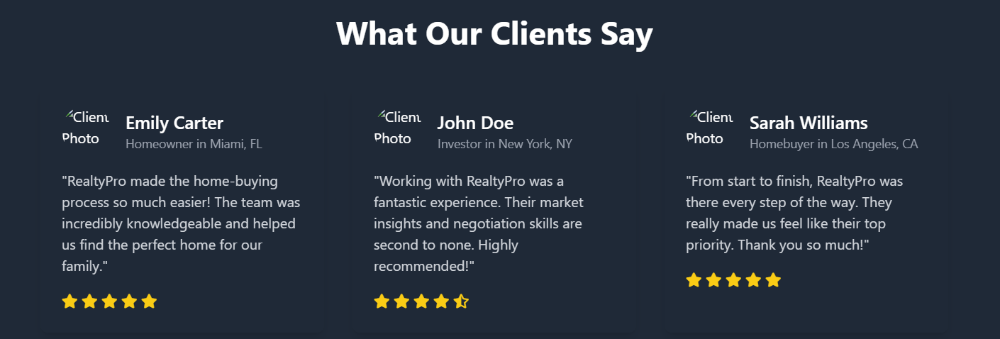 What Our Clients Say
Client
Photo
Emily Carter
Homeowner in Miami, FL
"RealtyPro made the home-buying
process so much easier! The team was
incredibly knowledgeable and helped
us find the perfect home for our
family."
Client
Photo
John Doe
Investor in New York, NY
"Working with RealtyPro was a
fantastic experience. Their market
insights and negotiation skills are
second to none. Highly
recommended!"
Client
Photo
Sarah Williams
Homebuyer in Los Angeles, CA
"From start to finish, RealtyPro was
there every step of the way. They
really made us feel like their top
priority. Thank you so much!"